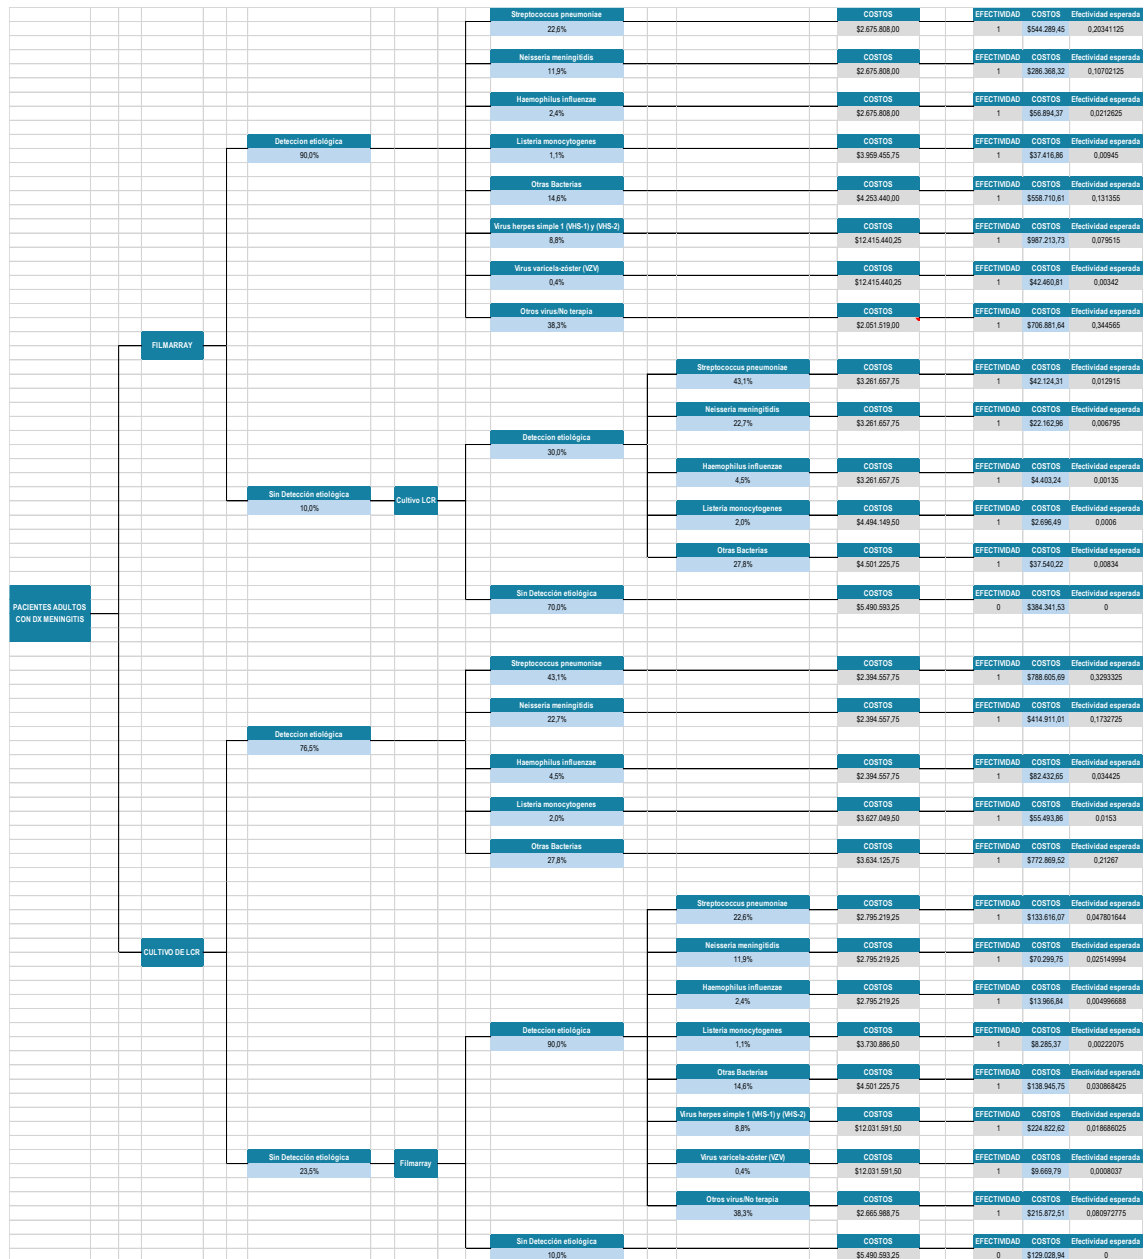 Streptococcus pneumoniae COSTOS EFECTIVIDAD COSTOS Efectividad esperada
22,6% $2.675.808,00 1 $544.289,45 0,20341125
Neisseria meningitidis COSTOS EFECTIVIDAD COSTOS Efectividad esperada
11,9% $2.675.808,00 1 $286.368,32 0,10702125
Haemophilus influenzae COSTOS EFECTIVIDAD COSTOS Efectividad esperada
2,4% $2.675.808,00 1 $56.894,37 0,0212625
Deteccion etiológica Listeria monocytogenes COSTOS EFECTIVIDAD COSTOS Efectividad esperada
90,0% 1,1% $3.959.455,75 1 $37.416,86 0,00945
Otras Bacterias COSTOS EFECTIVIDAD COSTOS Efectividad esperada
14,6% $4.253.440,00 1 $558.710,61 0,131355
Virus herpes simple 1 (VHS-1) y (VHS-2) COSTOS EFECTIVIDAD COSTOS Efectividad esperada
8,8% $12.415.440,25 1 $987.213,73 0,079515
Virus varicela-zóster (VZV) COSTOS EFECTIVIDAD COSTOS Efectividad esperada
0,4% $12.415.440,25 1 $42.460,81 0,00342
Otros virus/No terapia COSTOS EFECTIVIDAD COSTOS Efectividad esperada
38,3% $2.051.519,00 1 $706.881,64 0,344565
FILMARRAY
Streptococcus pneumoniae COSTOS EFECTIVIDAD COSTOS Efectividad esperada
43,1% $3.261.657,75 1 $42.124,31 0,012915
Neisseria meningitidis COSTOS EFECTIVIDAD COSTOS Efectividad esperada
22,7% $3.261.657,75 1 $22.162,96 0,006795
Deteccion etiológica
30,0%
Haemophilus influenzae COSTOS EFECTIVIDAD COSTOS Efectividad esperada
4,5% $3.261.657,75 1 $4.403,24 0,00135
Sin Detección etiológica Cultivo LCR Listeria monocytogenes COSTOS EFECTIVIDAD COSTOS Efectividad esperada
10,0% 2,0% $4.494.149,50 1 $2.696,49 0,0006
Otras Bacterias COSTOS EFECTIVIDAD COSTOS Efectividad esperada
27,8% $4.501.225,75 1 $37.540,22 0,00834
Sin Detección etiológica COSTOS EFECTIVIDAD COSTOS Efectividad esperada
70,0% $5.490.593,25 0 $384.341,53 0
PACIENTES ADULTOS
CON DX MENINGITIS
Streptococcus pneumoniae COSTOS EFECTIVIDAD COSTOS Efectividad esperada
43,1% $2.394.557,75 1 $788.605,69 0,3293325
Neisseria meningitidis COSTOS EFECTIVIDAD COSTOS Efectividad esperada
22,7% $2.394.557,75 1 $414.911,01 0,1732725
Deteccion etiológica
76,5%
Haemophilus influenzae COSTOS EFECTIVIDAD COSTOS Efectividad esperada
4,5% $2.394.557,75 1 $82.432,65 0,034425
Listeria monocytogenes COSTOS EFECTIVIDAD COSTOS Efectividad esperada
2,0% $3.627.049,50 1 $55.493,86 0,0153
Otras Bacterias COSTOS EFECTIVIDAD COSTOS Efectividad esperada
27,8% $3.634.125,75 1 $772.869,52 0,21267
Streptococcus pneumoniae COSTOS EFECTIVIDAD COSTOS Efectividad esperada
22,6% $2.795.219,25 1 $133.616,07 0,047801644
CULTIVO DE LCR Neisseria meningitidis COSTOS EFECTIVIDAD COSTOS Efectividad esperada
11,9% $2.795.219,25 1 $70.299,75 0,025149994
Haemophilus influenzae COSTOS EFECTIVIDAD COSTOS Efectividad esperada
2,4% $2.795.219,25 1 $13.966,84 0,004996688
Deteccion etiológica Listeria monocytogenes COSTOS EFECTIVIDAD COSTOS Efectividad esperada
90,0% 1,1% $3.730.886,50 1 $8.285,37 0,00222075
Otras Bacterias COSTOS EFECTIVIDAD COSTOS Efectividad esperada
14,6% $4.501.225,75 1 $138.945,75 0,030868425
Virus herpes simple 1 (VHS-1) y (VHS-2) COSTOS EFECTIVIDAD COSTOS Efectividad esperada
8,8% $12.031.591,50 1 $224.822,62 0,018686025
Sin Detección etiológica Filmarray Virus varicela-zóster (VZV) COSTOS EFECTIVIDAD COSTOS Efectividad esperada
23,5% 0,4% $12.031.591,50 1 $9.669,79 0,0008037
Otros virus/No terapia COSTOS EFECTIVIDAD COSTOS Efectividad esperada
38,3% $2.665.988,75 1 $215.872,51 0,080972775
Sin Detección etiológica COSTOS EFECTIVIDAD COSTOS Efectividad esperada
10,0% $5.490.593,25 0 $129.028,94 0